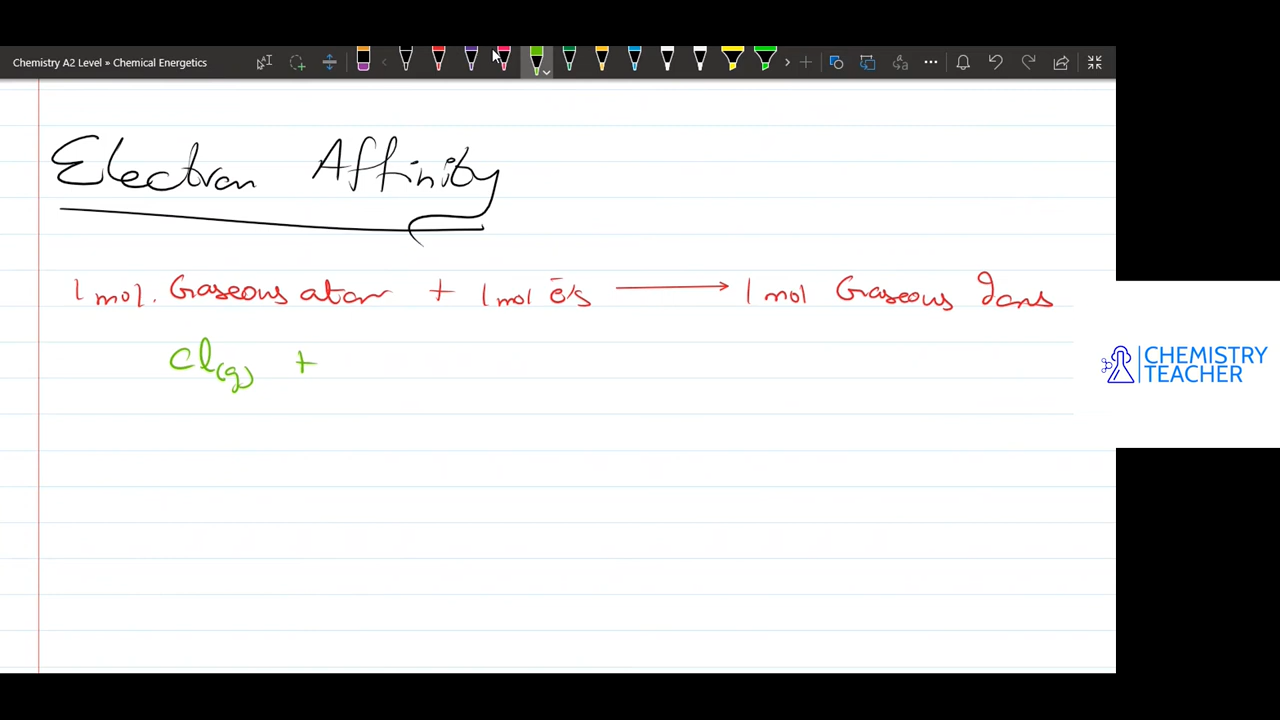 Chemistry A2 Level » Chemical Energetics
Electron Affinity
1 mol. Gaseous atom + 1 mol ē's → 1 mol Gaseous Ions
Cl(g) +
CHEMISTRY
TEACHER